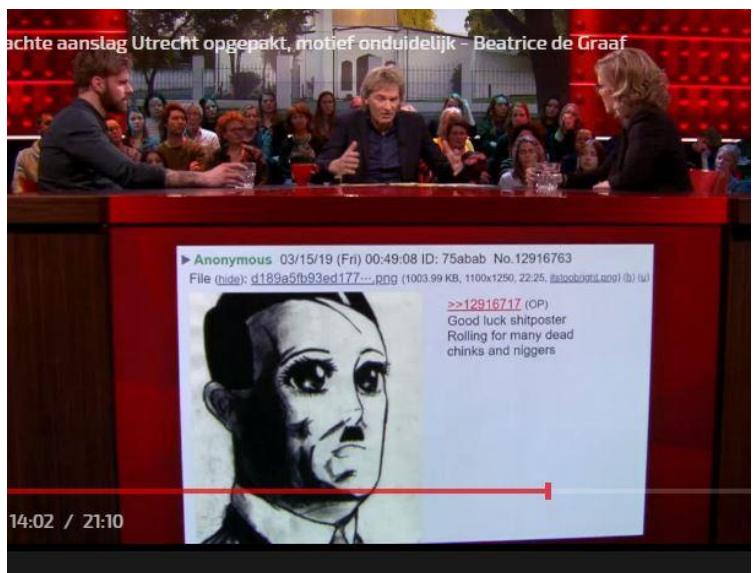 achte aanslag Utrecht opgepakt, motief onduidelijk - Beatrice de Graaf
Anonymous 03/15/19 (Fri) 00:49:08 ID: 75abab No.12916763
File (hide): d189a5fb93ed177···.png (1003.99 KB, 1100x1250, 22:25, itstoobright.png) (h) (u)
>>12916717 (OP)
Good luck shitposter
Rolling for many dead
chinks and niggers
14:02 / 21:10